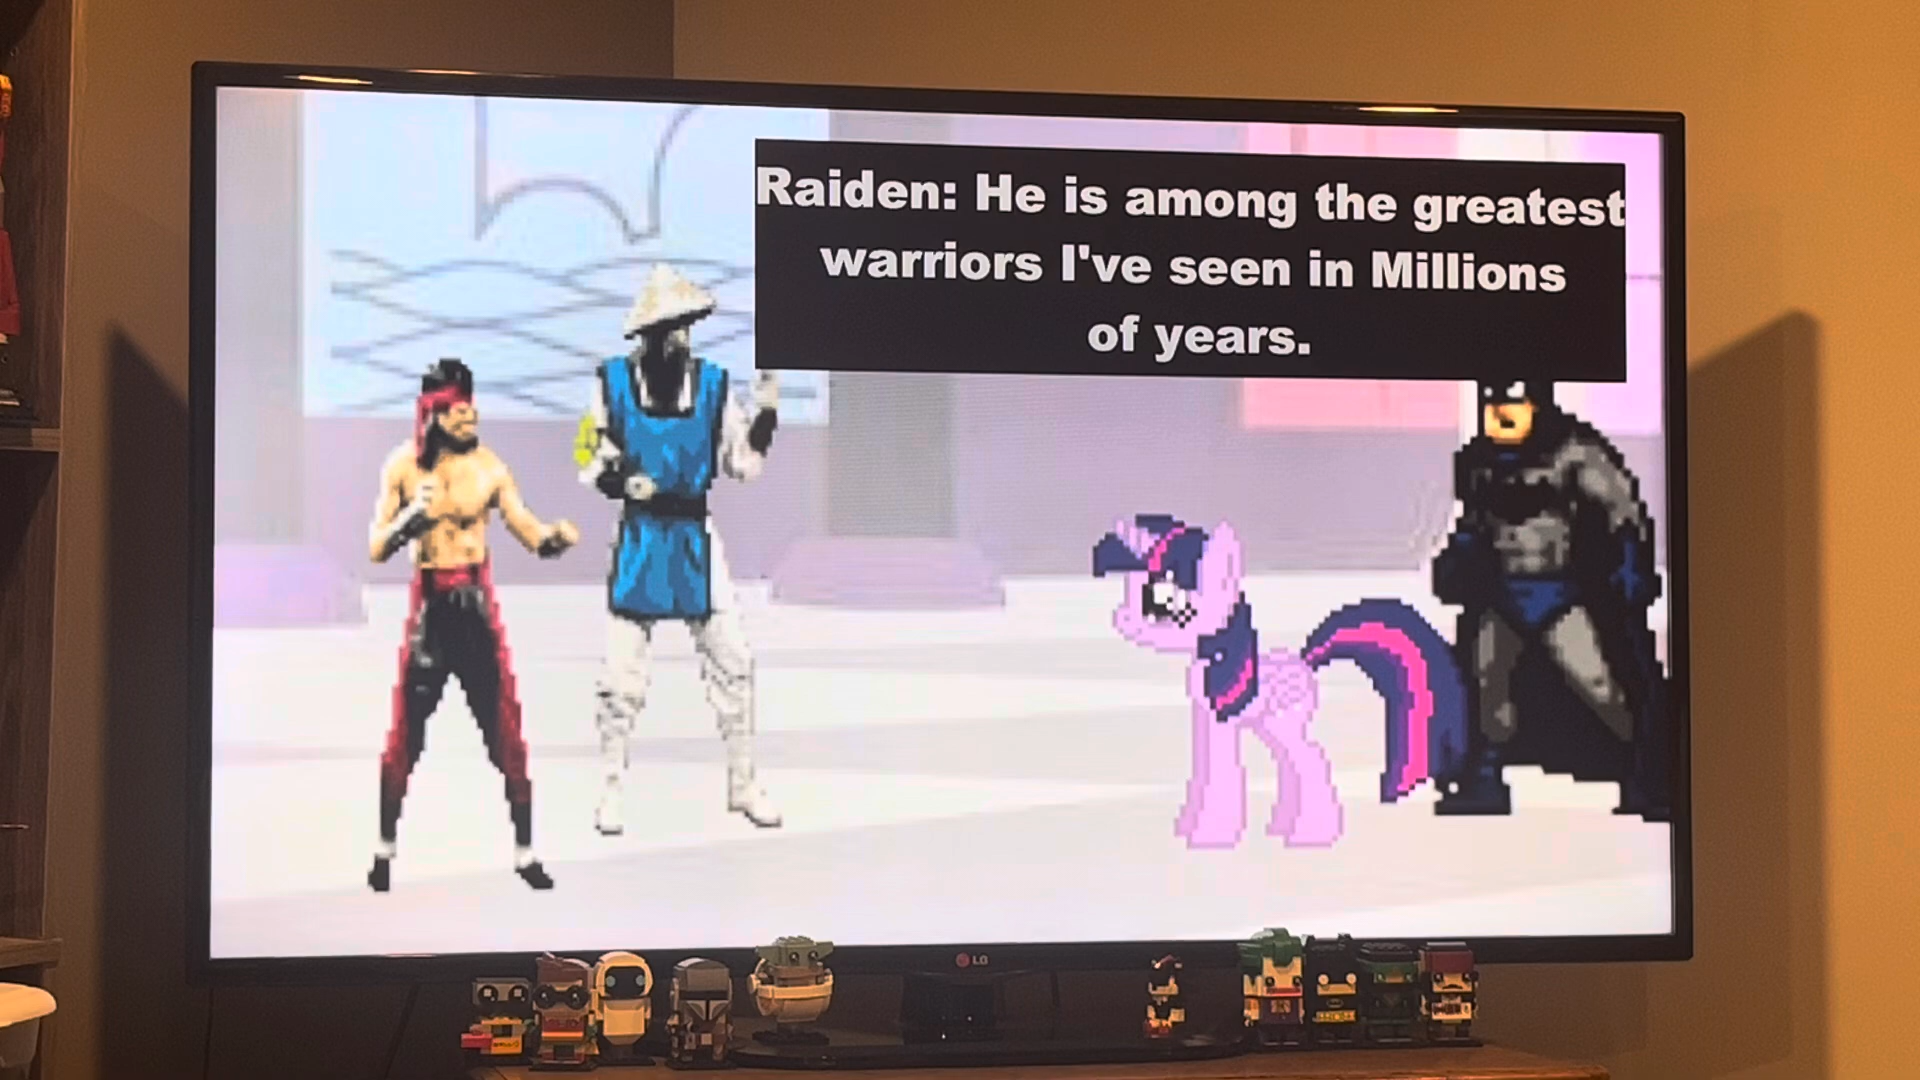 Raiden: He is among the greatest
warriors I've seen in Millions
of years.
LG